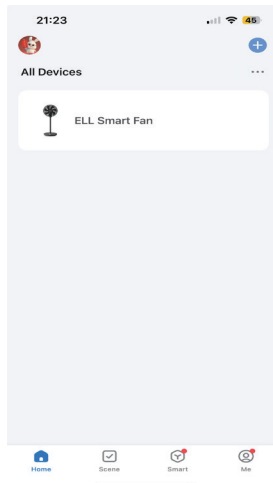 21:23
45
All Devices
ELL Smart Fan
Home
Scene
Smart
Me